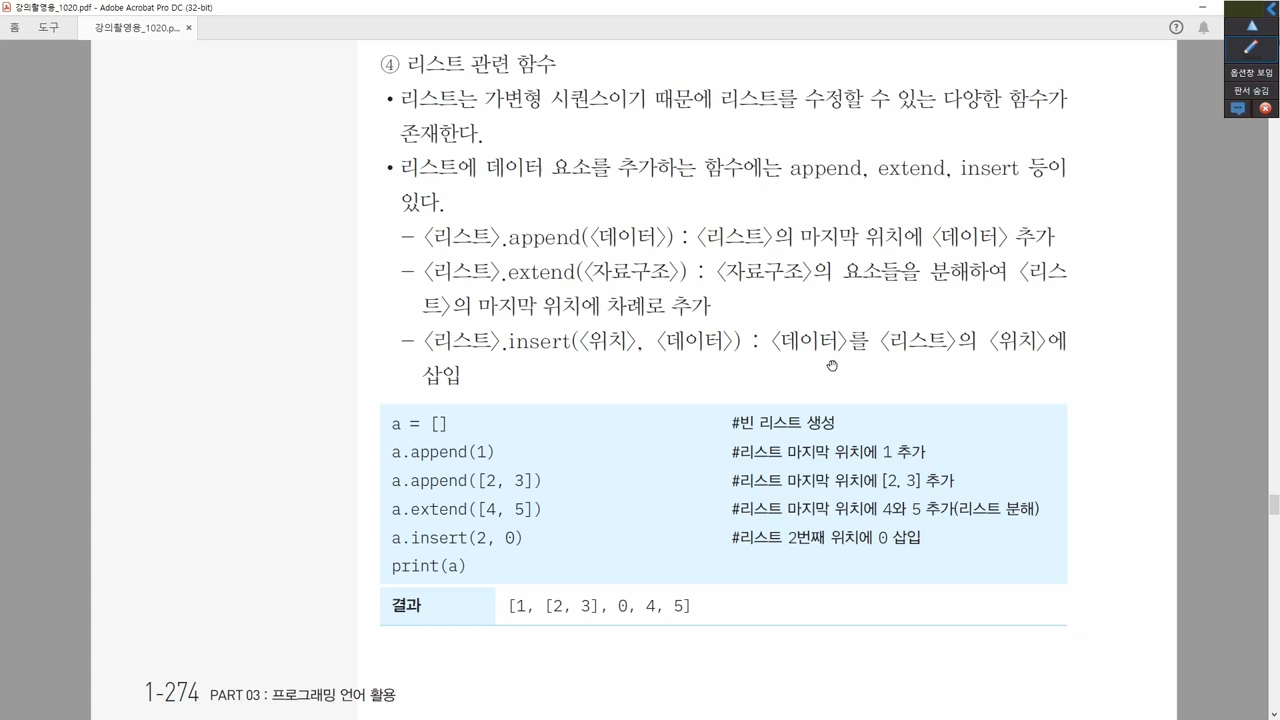 강의촬영용_1020.pdf - Adobe Acrobat Pro DC (32-bit)
홈 도구 강의촬영용_1020.p... ×
옵션창 보임
판서 숨김
④ 리스트 관련 함수
• 리스트는 가변형 시퀀스이기 때문에 리스트를 수정할 수 있는 다양한 함수가
존재한다.
• 리스트에 데이터 요소를 추가하는 함수에는 append, extend, insert 등이
있다.
– 〈리스트〉.append(〈데이터〉) : 〈리스트〉의 마지막 위치에 〈데이터〉 추가
– 〈리스트〉.extend(〈자료구조〉) : 〈자료구조〉의 요소들을 분해하여 〈리스
트〉의 마지막 위치에 차례로 추가
– 〈리스트〉.insert(〈위치〉, 〈데이터〉) : 〈데이터〉를 〈리스트〉의 〈위치〉에
삽입
a = [] #빈 리스트 생성
a.append(1) #리스트 마지막 위치에 1 추가
a.append([2, 3]) #리스트 마지막 위치에 [2, 3] 추가
a.extend([4, 5]) #리스트 마지막 위치에 4와 5 추가(리스트 분해)
a.insert(2, 0) #리스트 2번째 위치에 0 삽입
print(a)
결과 [1, [2, 3], 0, 4, 5]
1-274 PART 03 : 프로그래밍 언어 활용